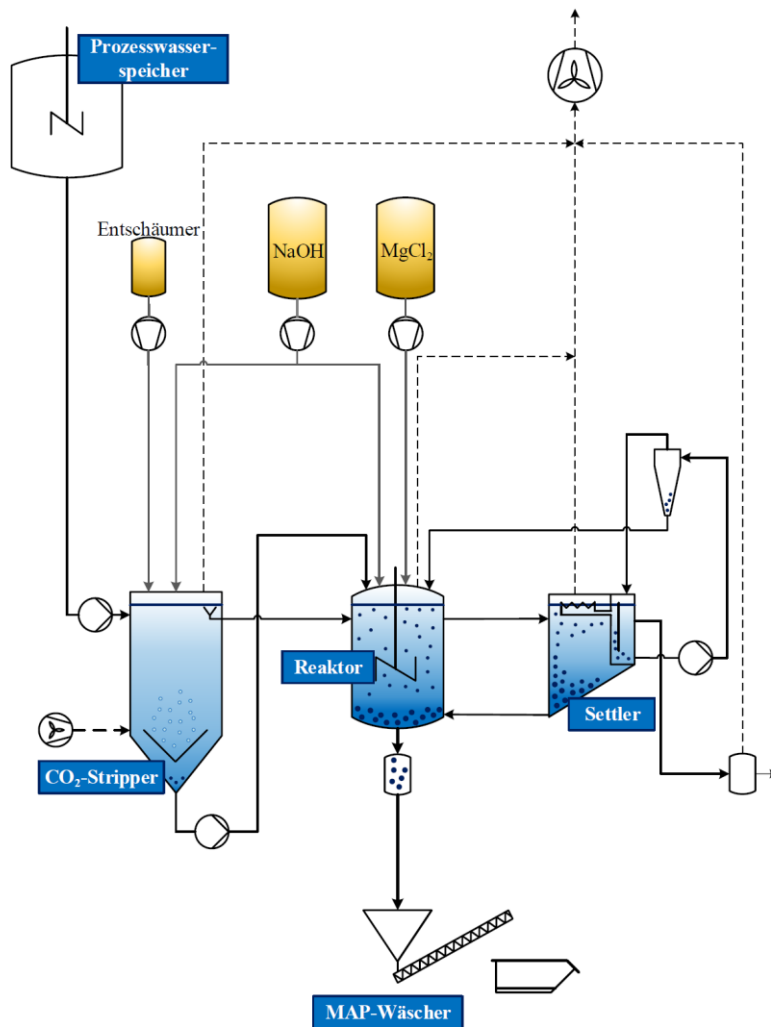 Prozesswasser-
speicher
Entschäumer
NaOH
MgCl₂
Reaktor
Settler
CO₂-Stripper
MAP-Wäscher